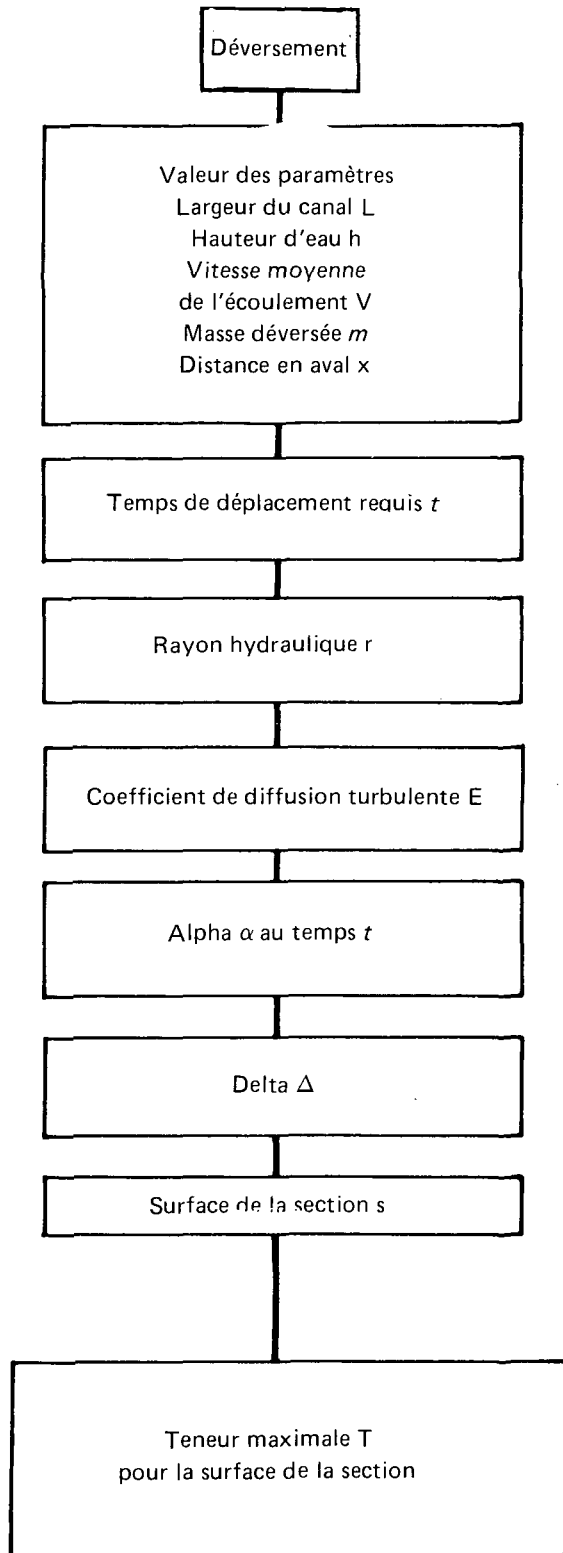 Déversement
Valeur des paramètres
Largeur du canal L
Hauteur d'eau h
Vitesse moyenne
de l'écoulement V
Masse déversée m
Distance en aval x
Temps de déplacement requis t
Rayon hydraulique r
Coefficient de diffusion turbulente E
Alpha α au temps t
Delta Δ
Surface de la section s
Teneur maximale T
pour la surface de la section